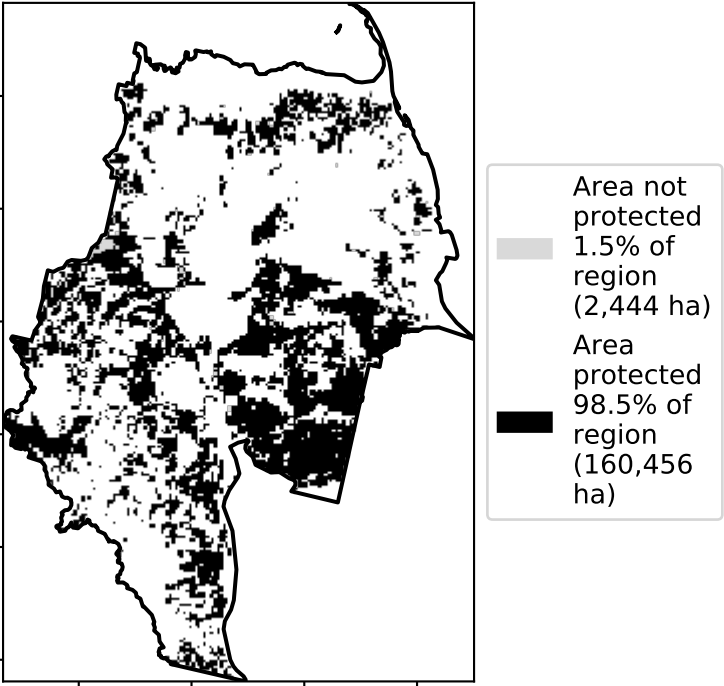 Area not
protected
1.5% of
region
(2,444 ha)
Area
protected
98.5% of
region
(160,456
ha)